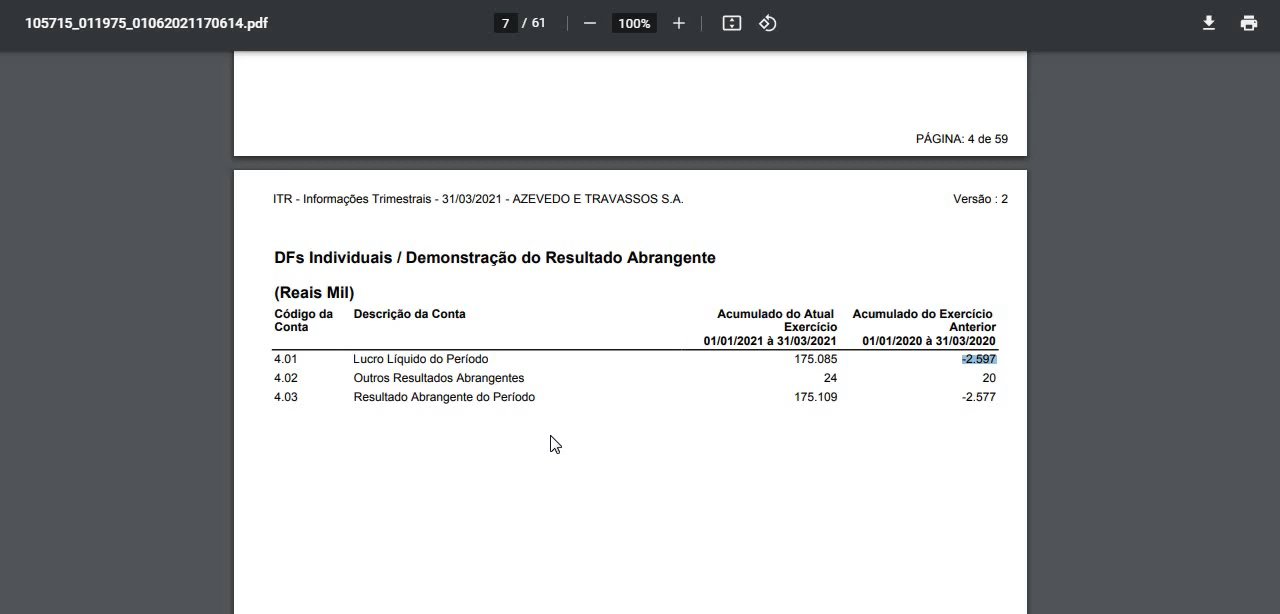 105715_011975_01062021170614.pdf 7 / 61 100%
PÁGINA: 4 de 59
ITR - Informações Trimestrais - 31/03/2021 - AZEVEDO E TRAVASSOS S.A. Versão : 2
DFs Individuais / Demonstração do Resultado Abrangente
(Reais Mil)
Código da Conta Descrição da Conta Acumulado do Atual Exercício 01/01/2021 à 31/03/2021 Acumulado do Exercício Anterior 01/01/2020 à 31/03/2020
4.01 Lucro Líquido do Período 175.085 -2.597
4.02 Outros Resultados Abrangentes 24 20
4.03 Resultado Abrangente do Período 175.109 -2.577